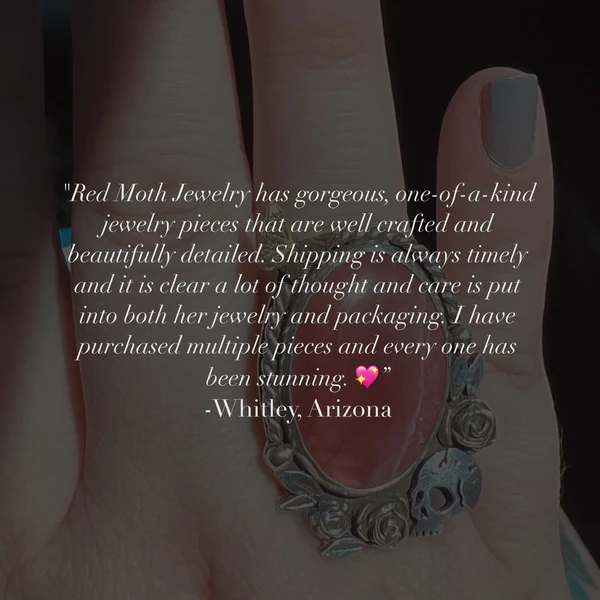 "Red Moth Jewelry has gorgeous, one-of-a-kind
jewelry pieces that are well crafted and
beautifully detailed. Shipping is always timely
and it is clear a lot of thought and care is put
into both her jewelry and packaging. I have
purchased multiple pieces and every one has
been stunning. 💖”
-Whitley, Arizona